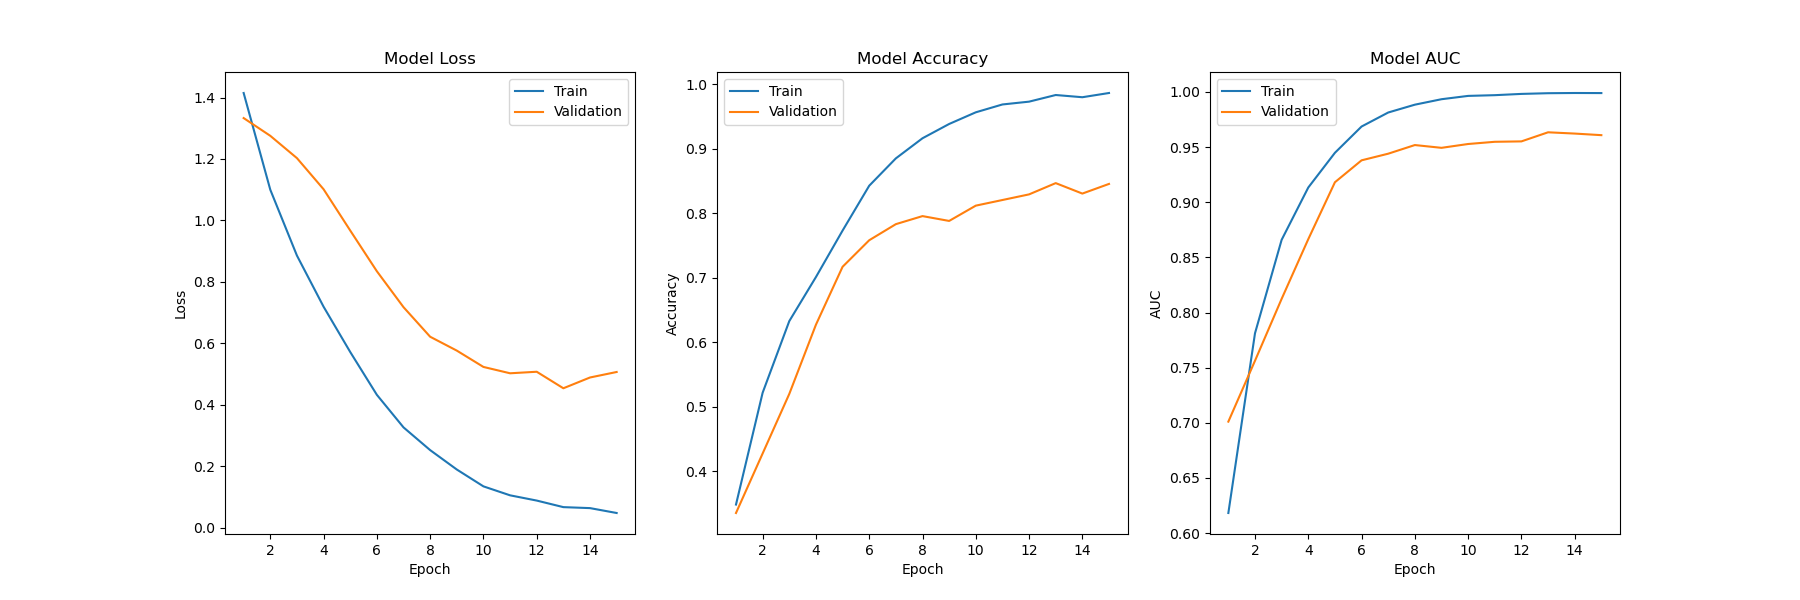 Model Loss
Train
Validation
1.4
1.2
1.0
0.8
0.6
0.4
0.2
0.0
Loss
2 4 6 8 10 12 14
Epoch
Model Accuracy
Train
Validation
1.0
0.9
0.8
0.7
0.6
0.5
0.4
Accuracy
2 4 6 8 10 12 14
Epoch
Model AUC
Train
Validation
1.00
0.95
0.90
0.85
0.80
0.75
0.70
0.65
0.60
AUC
2 4 6 8 10 12 14
Epoch